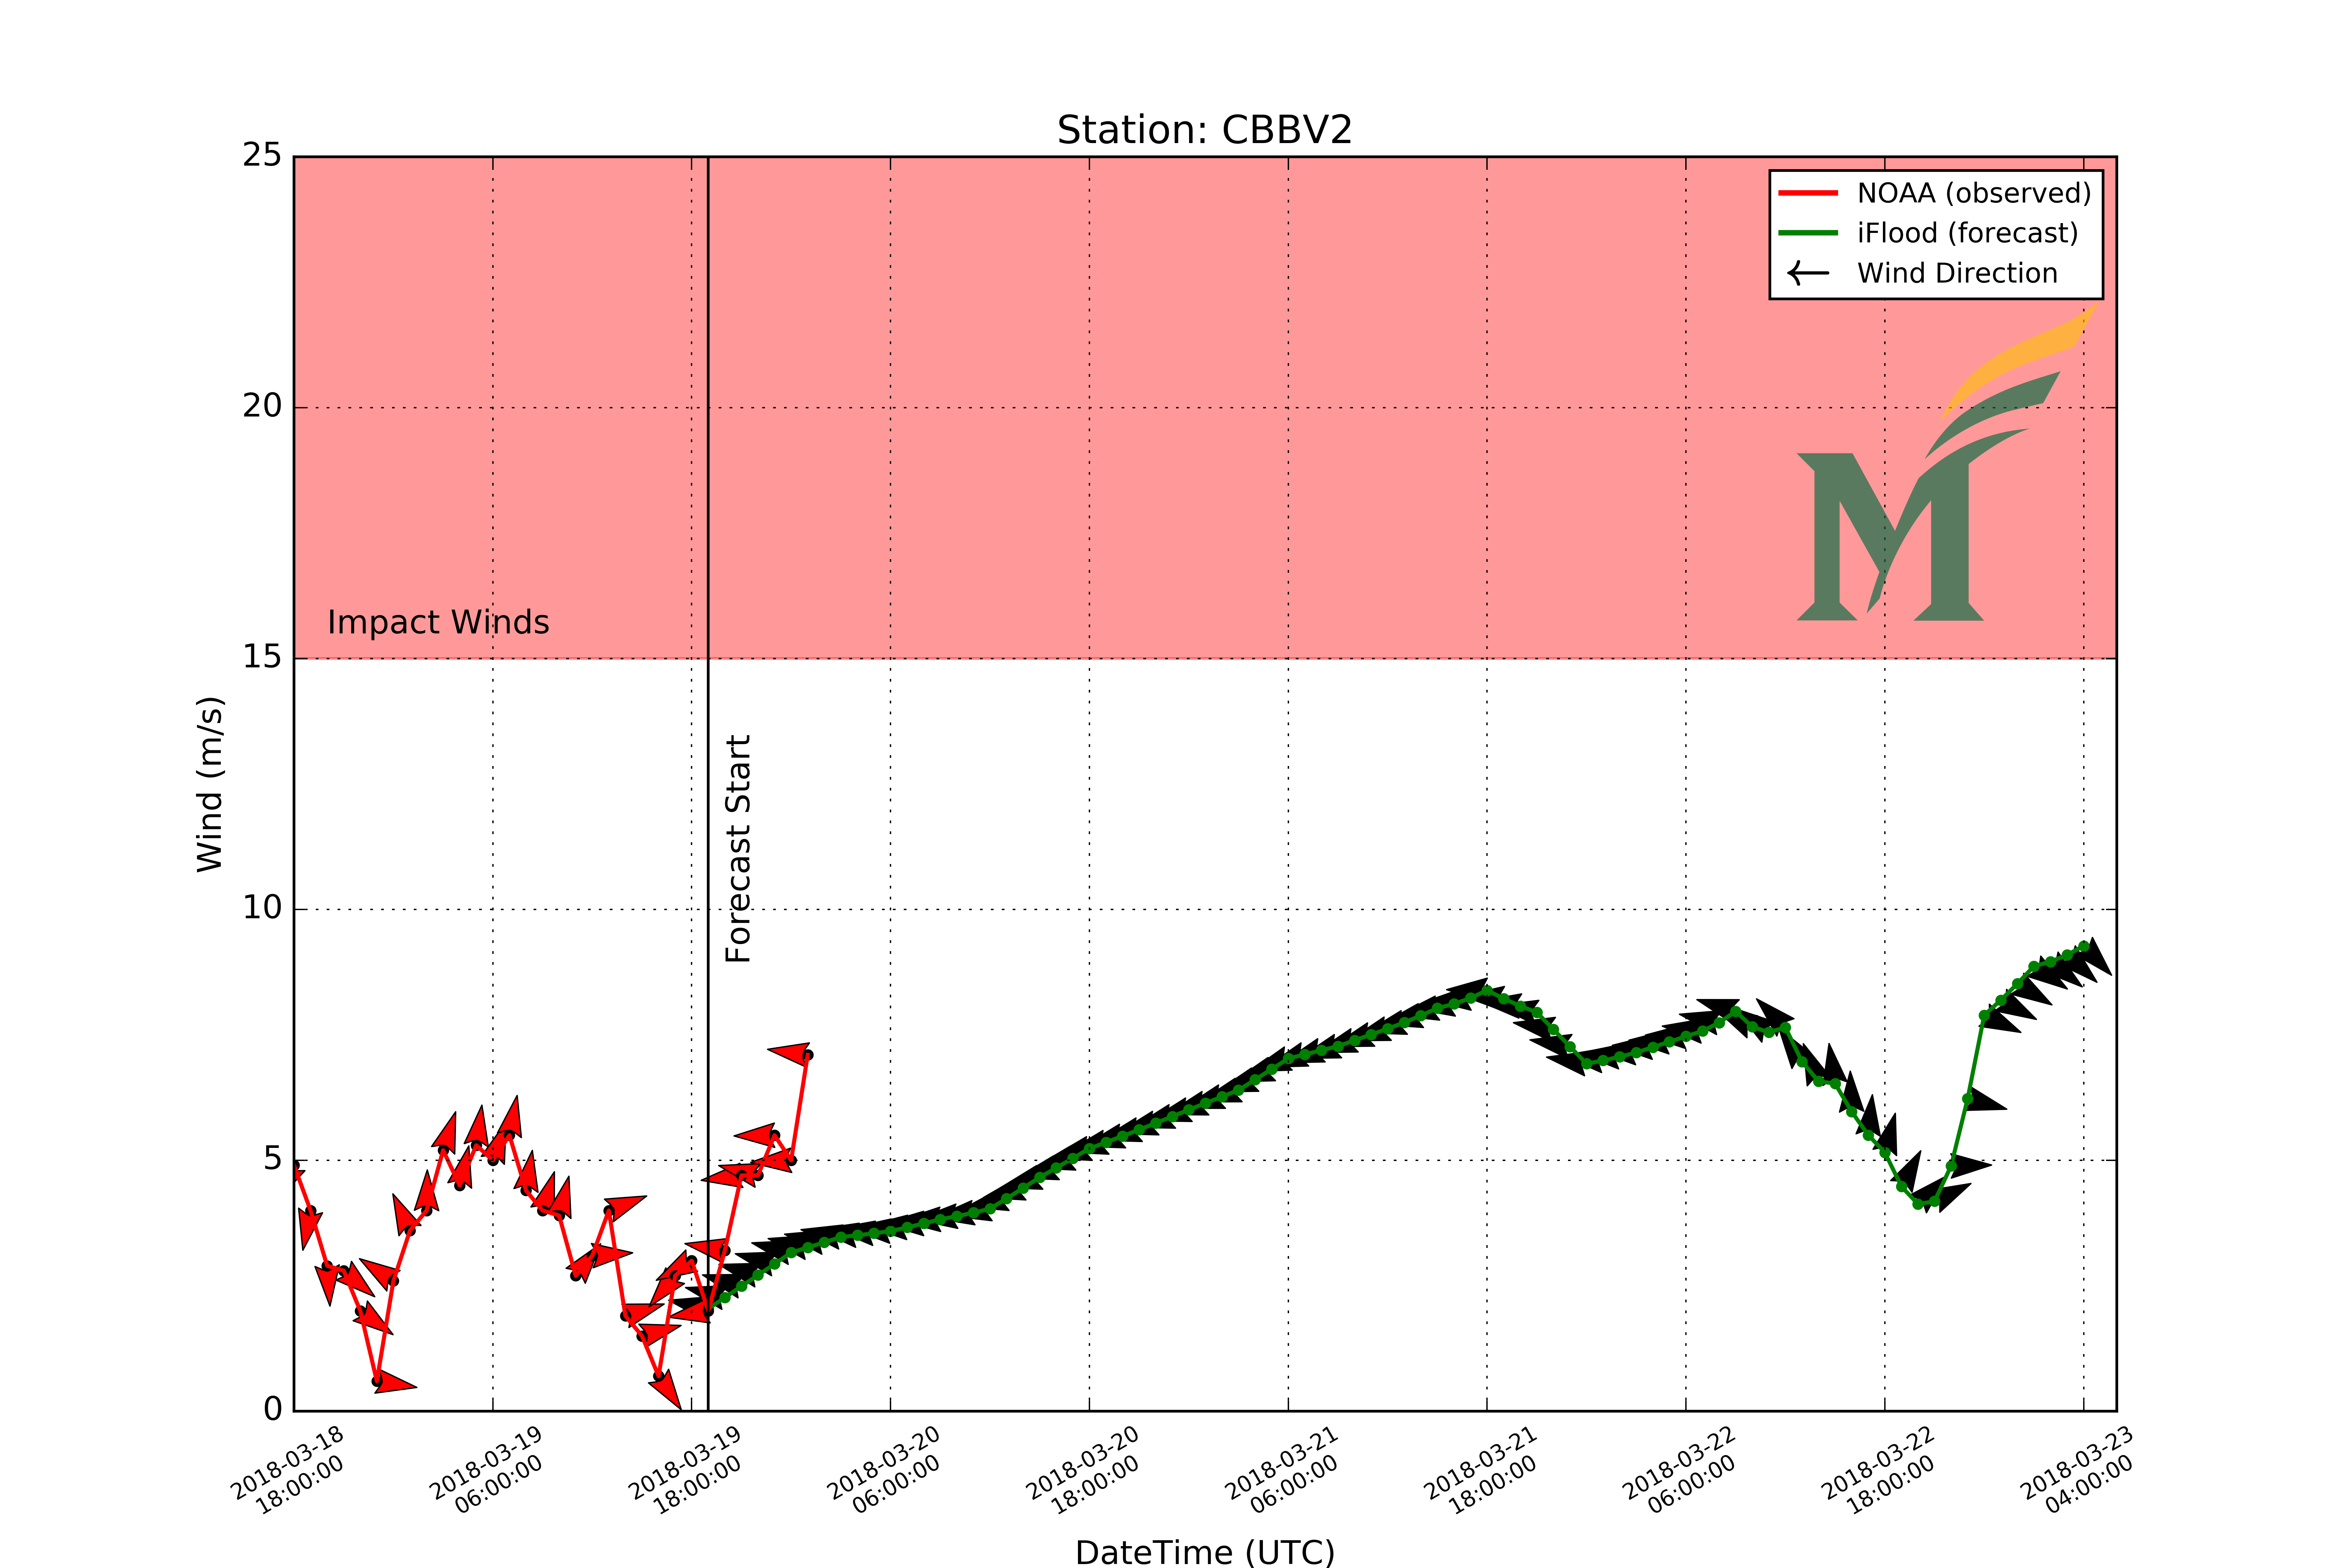 Station: CBBV2
25
20
15
10
5
0
Wind (m/s)
NOAA (observed)
iFlood (forecast)
Wind Direction
Impact Winds
Forecast Start
2018-03-18
18:00:00
2018-03-19
06:00:00
2018-03-19
18:00:00
2018-03-20
06:00:00
2018-03-20
18:00:00
2018-03-21
06:00:00
2018-03-21
18:00:00
2018-03-22
06:00:00
2018-03-22
18:00:00
2018-03-23
04:00:00
DateTime (UTC)
M